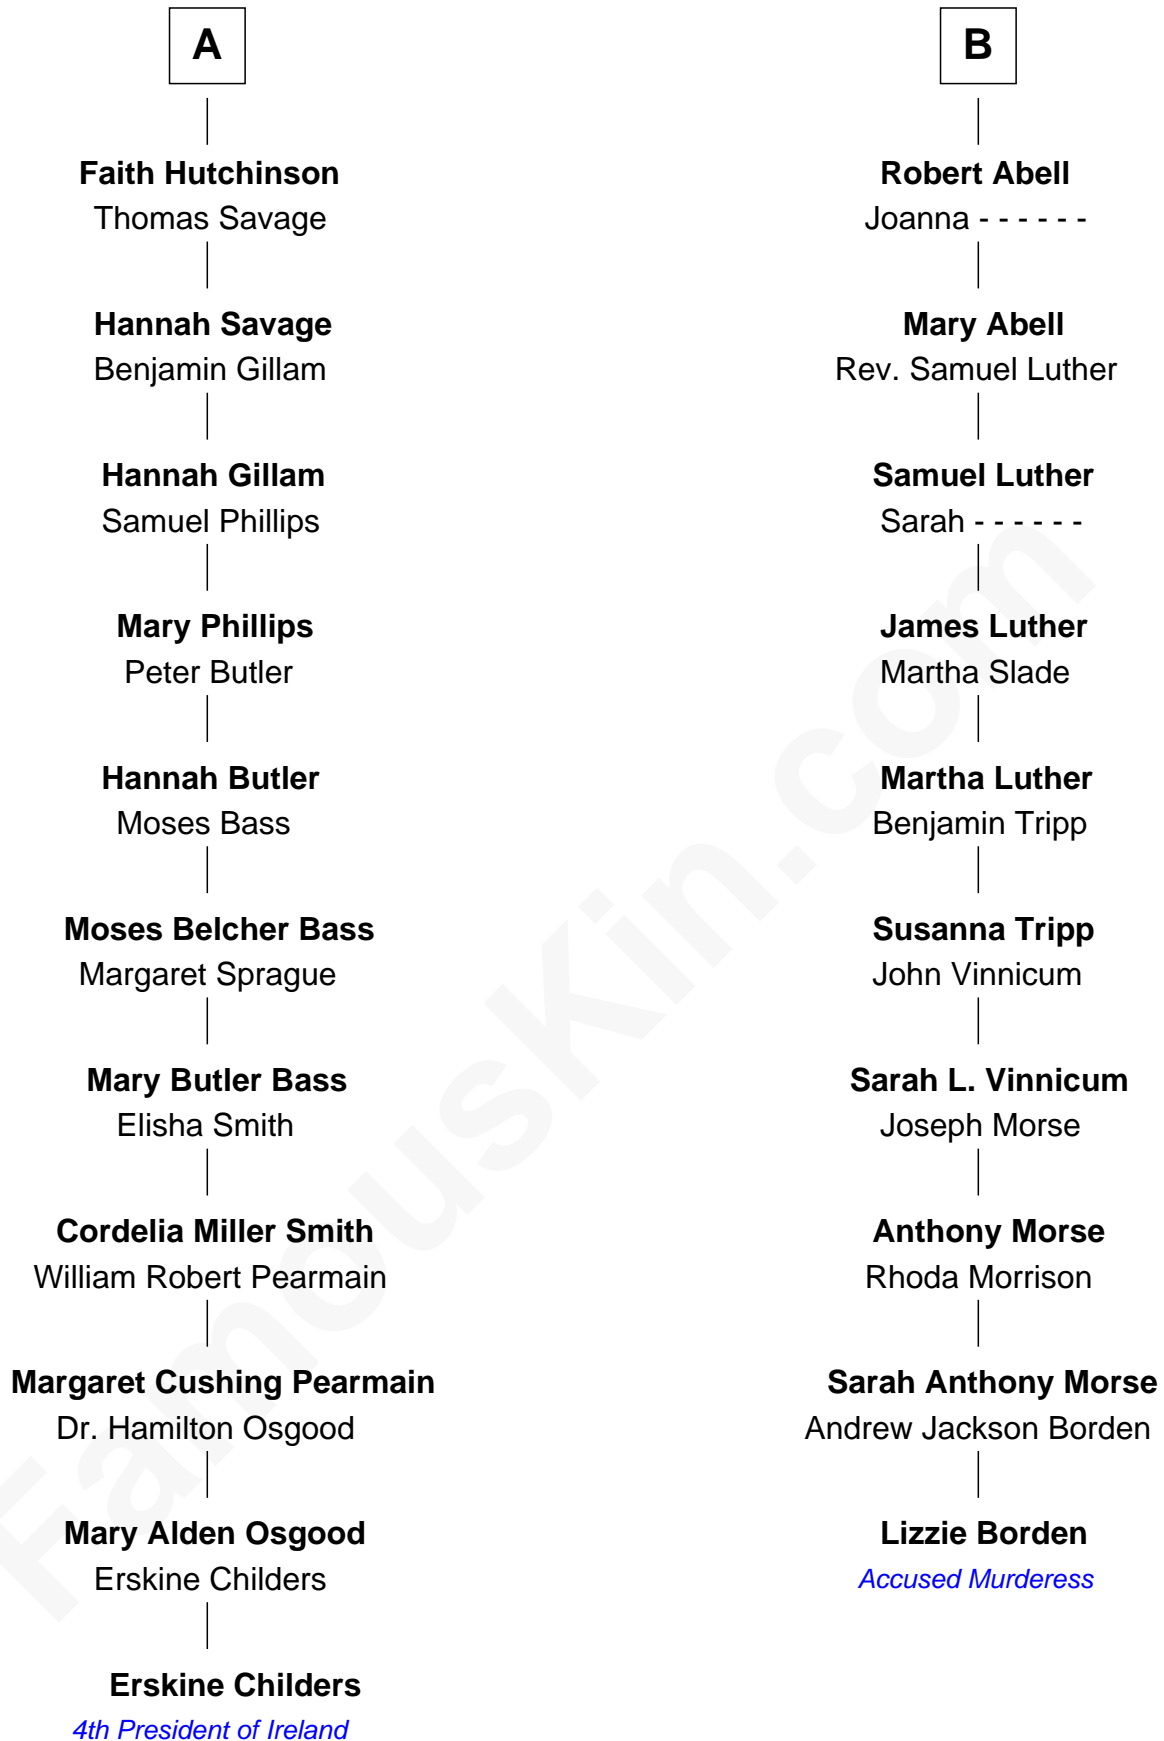 A
Faith Hutchinson
Thomas Savage
Hannah Savage
Benjamin Gillam
Hannah Gillam
Samuel Phillips
Mary Phillips
Peter Butler
Hannah Butler
Moses Bass
Moses Belcher Bass
Margaret Sprague
Mary Butler Bass
Elisha Smith
Cordelia Miller Smith
William Robert Pearmain
Margaret Cushing Pearmain
Dr. Hamilton Osgood
Mary Alden Osgood
Erskine Childers
Erskine Childers
4th President of Ireland
B
Robert Abell
Joanna - - - - - -
Mary Abell
Rev. Samuel Luther
Samuel Luther
Sarah - - - - - -
James Luther
Martha Slade
Martha Luther
Benjamin Tripp
Susanna Tripp
John Vinnicum
Sarah L. Vinnicum
Joseph Morse
Anthony Morse
Rhoda Morrison
Sarah Anthony Morse
Andrew Jackson Borden
Lizzie Borden
Accused Murderess
FamousKin.com